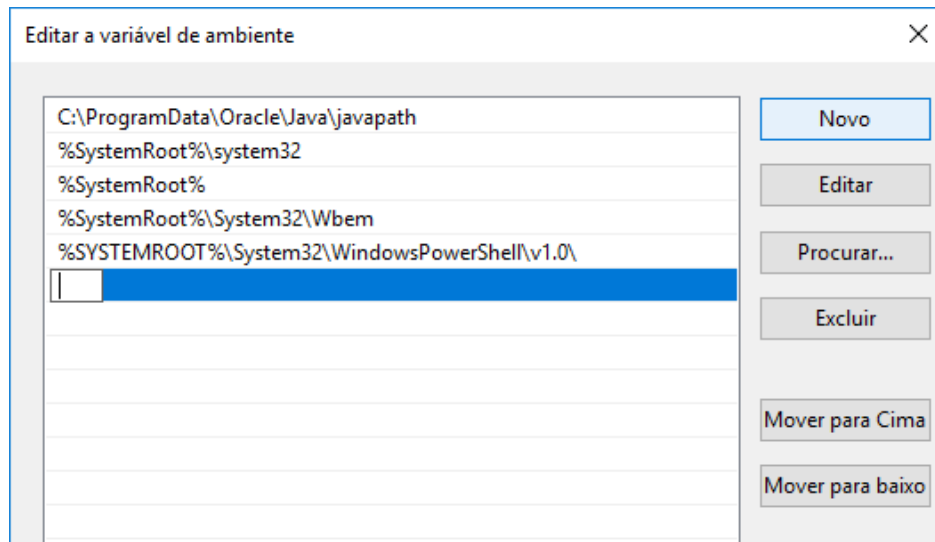 Editar a variável de ambiente
C:\ProgramData\Oracle\Java\javapath
%SystemRoot%\system32
%SystemRoot%
%SystemRoot%\System32\Wbem
%SYSTEMROOT%\System32\WindowsPowerShell\v1.0\
Novo
Editar
Procurar...
Excluir
Mover para Cima
Mover para baixo